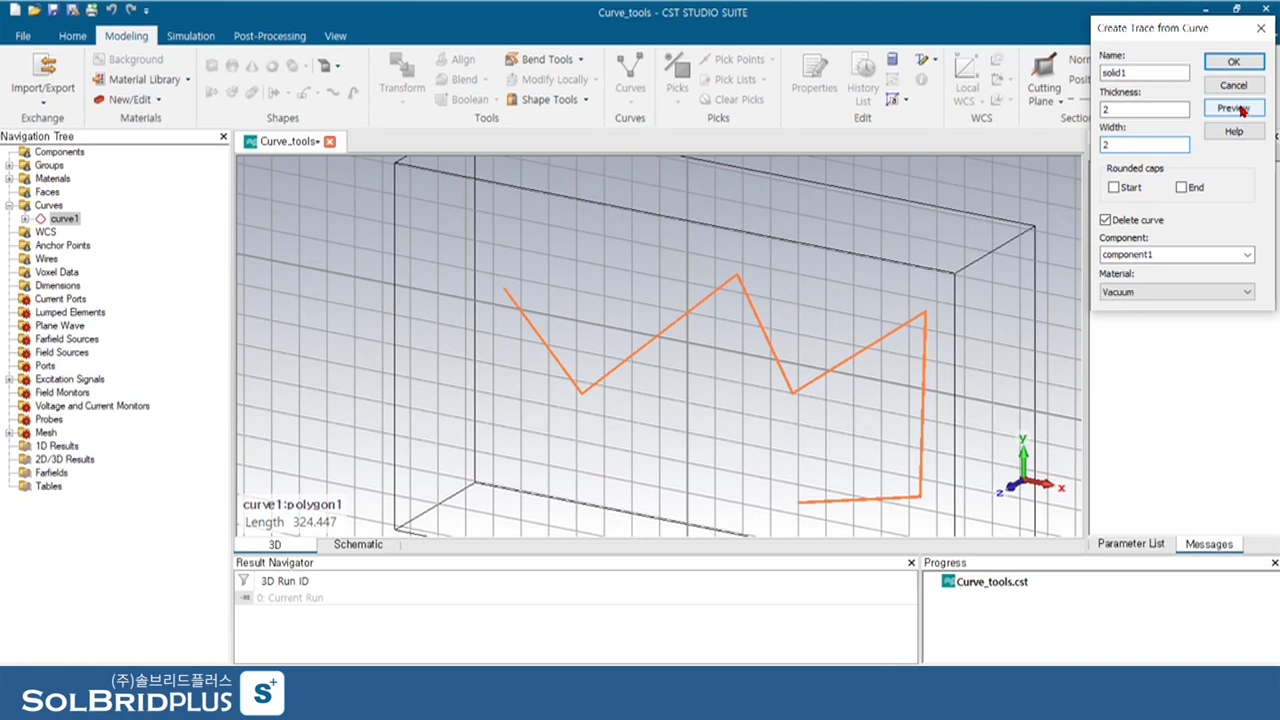 Curve_tools - CST STUDIO SUITE
File Home Modeling Simulation Post-Processing View
Import/Export
Exchange
Background
Material Library
New/Edit
Materials
Shapes
Transform
Align
Blend
Boolean
Bend Tools
Modify Locally
Shape Tools
Tools
Curves
Curves
Picks
Pick Points
Pick Lists
Clear Picks
Picks
Properties
History
List
Edit
Local
WCS
WCS
Cutting
Plane
Create Trace from Curve
Name:
solid1
Thickness:
2
Width:
2
OK
Cancel
Preview
Help
Rounded caps
Start End
Delete curve
Component:
component1
Material:
Vacuum
Navigation Tree
Components
Groups
Materials
Faces
Curves
curve1
WCS
Anchor Points
Wires
Voxel Data
Dimensions
Current Ports
Lumped Elements
Plane Wave
Farfield Sources
Field Sources
Ports
Excitation Signals
Field Monitors
Voltage and Current Monitors
Probes
Mesh
1D Results
2D/3D Results
Farfields
Tables
Curve_tools*
y
x
z
curve1:polygon1
Length 324.447
3D Schematic
Parameter List Messages
Result Navigator
3D Run ID
0: Current Run
Progress
Curve_tools.cst
(주)솔브리드플러스
SOLBRIDPLUS
S+